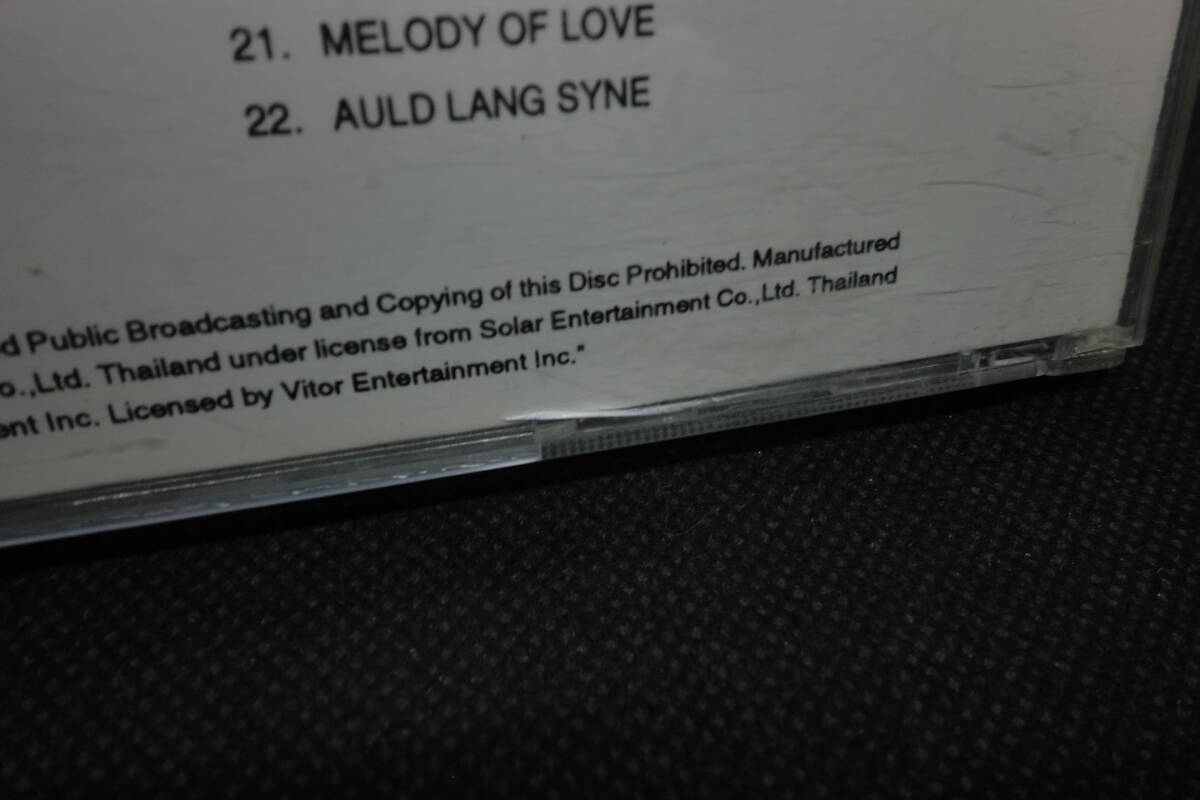 21. MELODY OF LOVE
22. AULD LANG SYNE
d Public Broadcasting and Copying of this Disc Prohibited. Manufactured
o.,Ltd. Thailand under license from Solar Entertainment Co.,Ltd. Thailand
ent Inc. Licensed by Vitor Entertainment Inc."